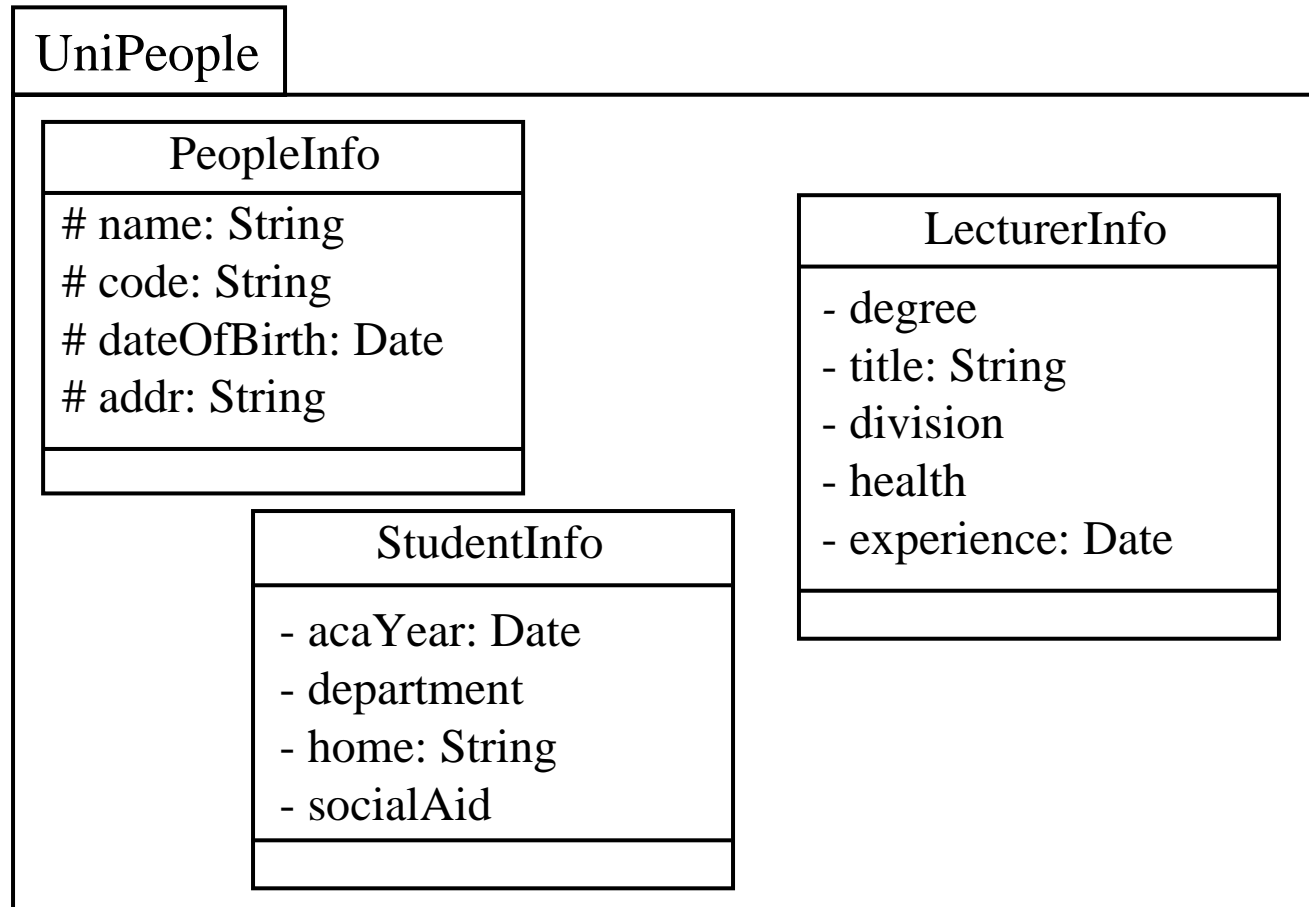 UniPeople
PeopleInfo
# name: String
# code: String
# dateOfBirth: Date
# addr: String
LecturerInfo
- degree
- title: String
- division
- health
- experience: Date
StudentInfo
- acaYear: Date
- department
- home: String
- socialAid